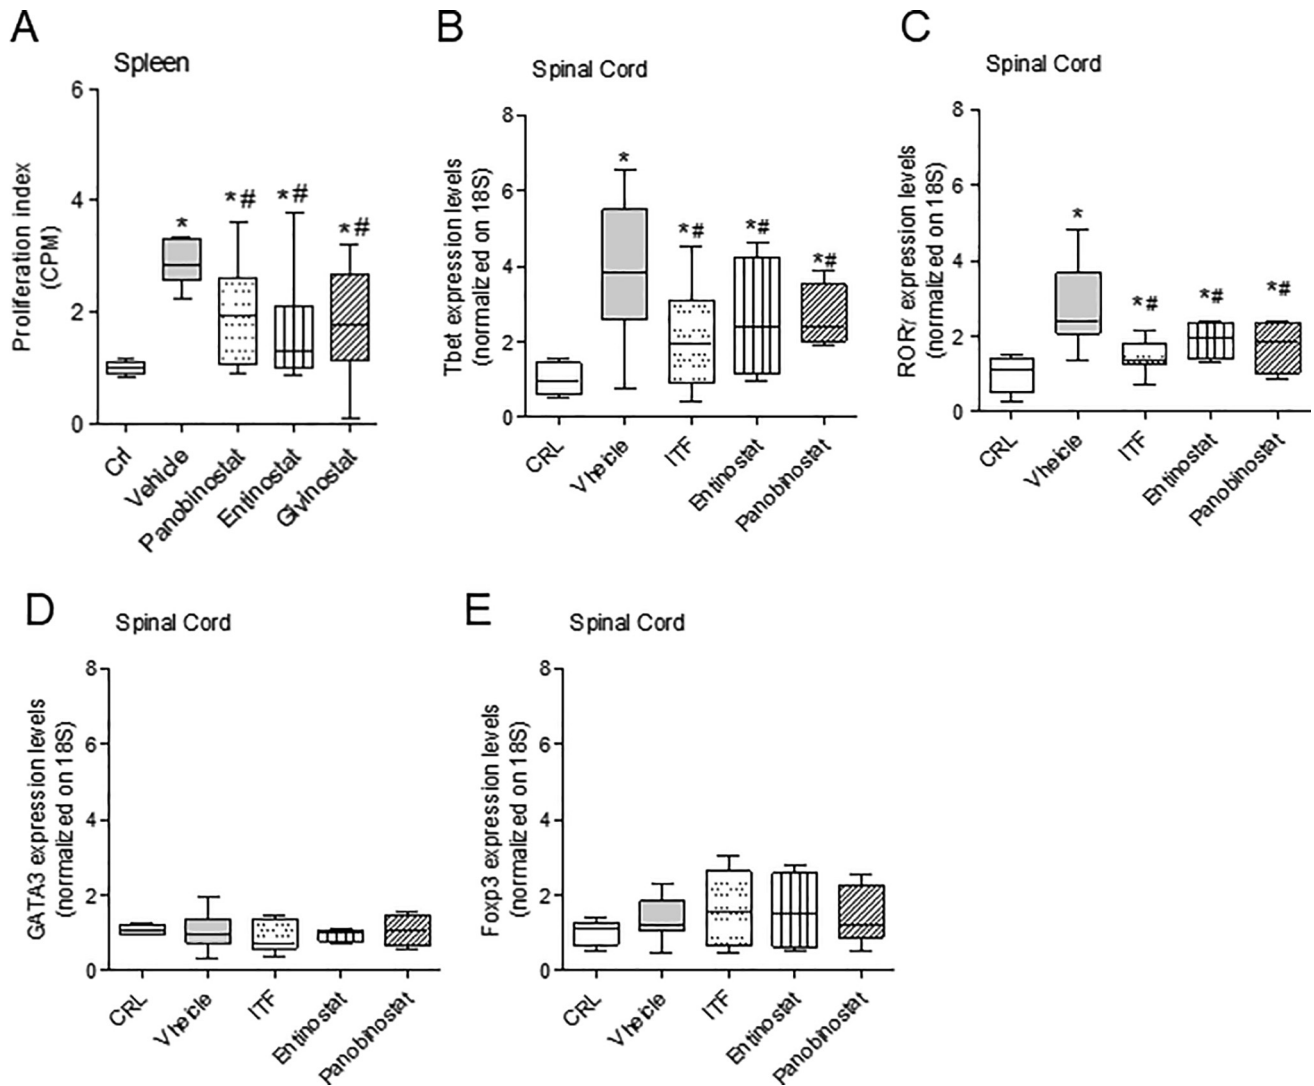 A
Spleen
Proliferation index
(CPM)
6
4
2
0
*
*#
*#
*#
Crl
Vehicle
Panobinostat
Entinostat
Givinostat
B
Spinal Cord
Tbet expression levels
(normalized on 18S)
8
6
4
2
0
*
*#
*#
*#
CRL
Vheicle
ITF
Entinostat
Panobinostat
C
Spinal Cord
RORγ expression levels
(normalized on 18S)
8
6
4
2
0
*
*#
*#
*#
CRL
Vheicle
ITF
Entinostat
Panobinostat
D
Spinal Cord
GATA3 expression levels
(normalized on 18S)
8
6
4
2
0
CRL
Vheicle
ITF
Entinostat
Panobinostat
E
Spinal Cord
Foxp3 expression levels
(normalized on 18S)
8
6
4
2
0
CRL
Vheicle
ITF
Entinostat
Panobinostat